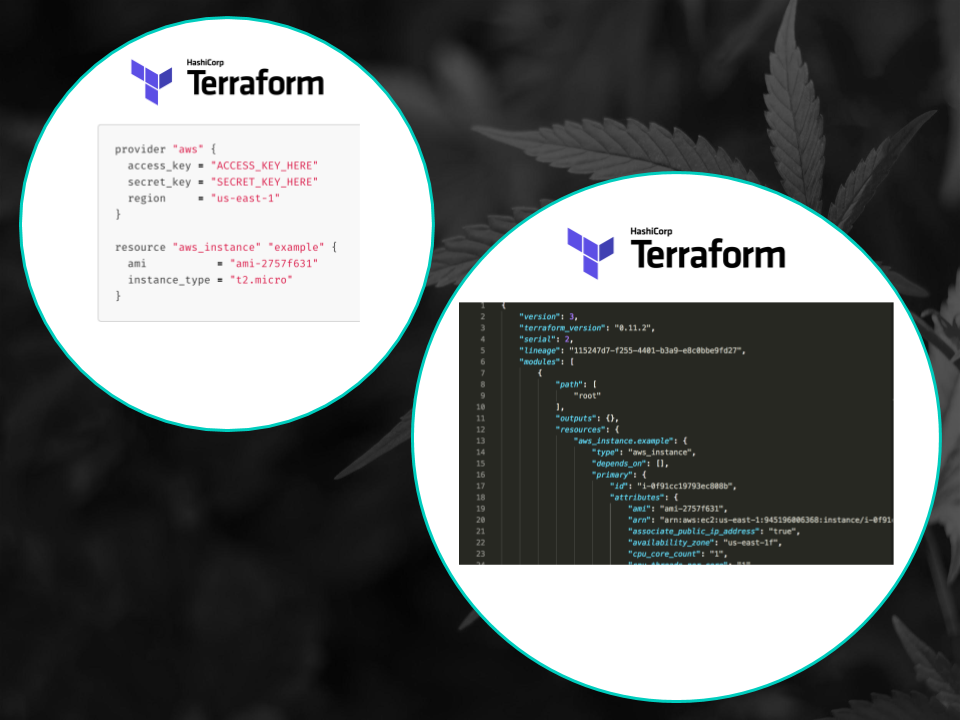 HashiCorp
Terraform
provider "aws" {
access_key = "ACCESS_KEY_HERE"
secret_key = "SECRET_KEY_HERE"
region = "us-east-1"
}
resource "aws_instance" "example" {
ami = "ami-2757f631"
instance_type = "t2.micro"
}
HashiCorp
Terraform
1 {
2 "version": 3,
3 "terraform_version": "0.11.2",
4 "serial": 2,
5 "lineage": "115247d7-f255-4401-b3a9-e8c0bbe9fd27",
6 "modules": [
7 {
8 "path": [
9 "root"
10 ],
11 "outputs": {},
12 "resources": {
13 "aws_instance.example": {
14 "type": "aws_instance",
15 "depends_on": [],
16 "primary": {
17 "id": "i-0f91cc19793ec808b",
18 "attributes": {
19 "ami": "ami-2757f631",
20 "arn": "arn:aws:ec2:us-east-1:945196006368:instance/i-0f91
21 "associate_public_ip_address": "true",
22 "availability_zone": "us-east-1f",
23 "cpu_core_count": "1",